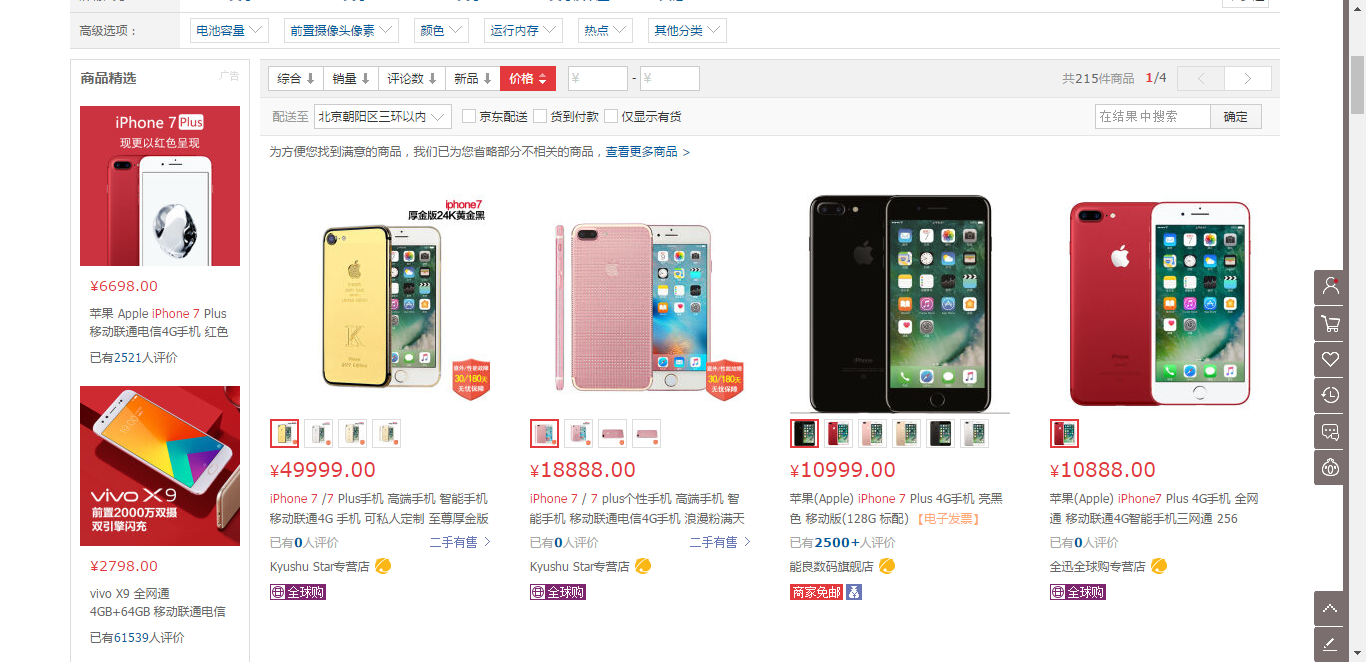 高级选项：
电池容量
前置摄像头像素
颜色
运行内存
热点
其他分类
商品精选
广告
iPhone 7 Plus
现更以红色呈现
¥6698.00
苹果 Apple iPhone 7 Plus
移动联通电信4G手机 红色
已有2521人评价
vivo X9
前置2000万双摄
双引擎闪充
¥2798.00
vivo X9 全网通
4GB+64GB 移动联通电信
已有61539人评价
综合
销量
评论数
新品
价格
¥
-
¥
共215件商品 1/4
<
>
配送至
北京朝阳区三环以内
京东配送
货到付款
仅显示有货
在结果中搜索
确定
为方便您找到满意的商品，我们已为您省略部分不相关的商品，查看更多商品 >
iphone7
厚金版24K黄金黑
意外/性能故障
30/180天
无忧保障
¥49999.00
iPhone 7 /7 Plus手机 高端手机 智能手机
移动联通4G 手机 可私人定制 至尊厚金版
已有0人评价
二手有售 >
Kyushu Star专营店
全球购
意外/性能故障
30/180天
无忧保障
¥18888.00
iPhone 7 / 7 plus个性手机 高端手机 智
能手机 移动联通电信4G手机 浪漫粉满天
已有0人评价
二手有售 >
Kyushu Star专营店
全球购
¥10999.00
苹果(Apple) iPhone 7 Plus 4G手机 亮黑
色 移动版(128G 标配) 【电子发票】
已有2500+人评价
能良数码旗舰店
商家免邮
¥10888.00
苹果(Apple) iPhone7 Plus 4G手机 全网
通 移动联通4G智能手机三网通 256
已有0人评价
全迅全球购专营店
全球购